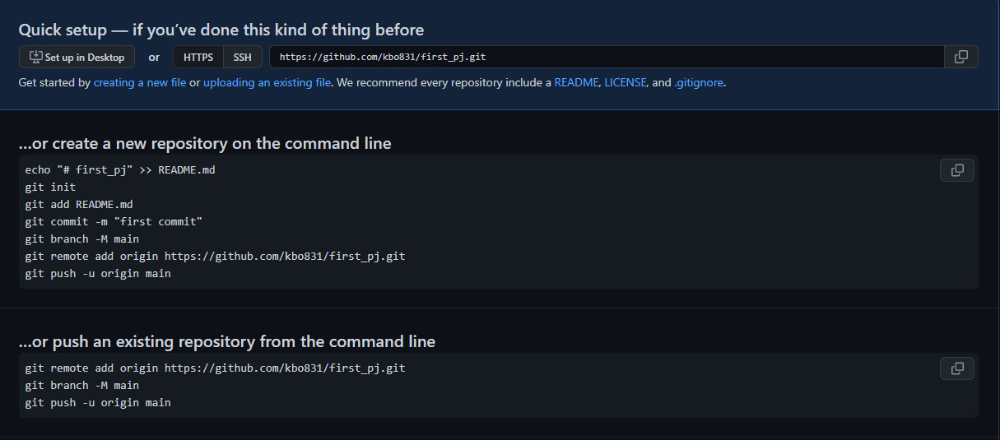 Quick setup — if you’ve done this kind of thing before
Set up in Desktop or HTTPS SSH https://github.com/kbo831/first_pj.git
Get started by creating a new file or uploading an existing file. We recommend every repository include a README, LICENSE, and .gitignore.
…or create a new repository on the command line
echo "# first_pj" >> README.md
git init
git add README.md
git commit -m "first commit"
git branch -M main
git remote add origin https://github.com/kbo831/first_pj.git
git push -u origin main
…or push an existing repository from the command line
git remote add origin https://github.com/kbo831/first_pj.git
git branch -M main
git push -u origin main